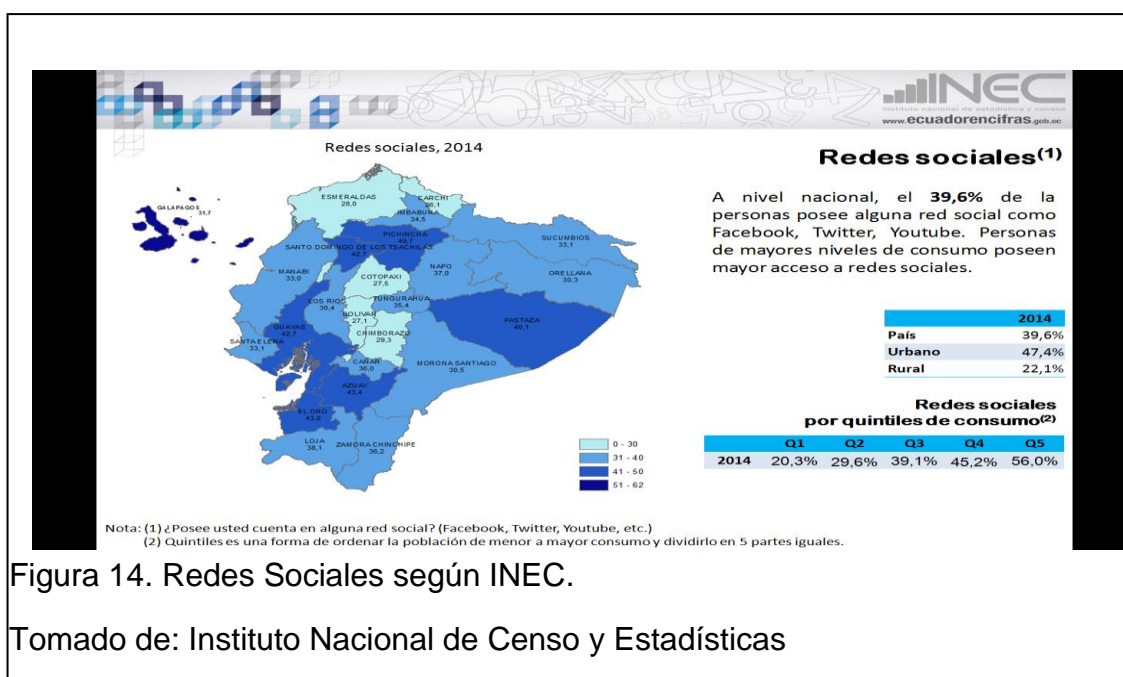 INEC
instituto nacional de estadística y censos
www.ecuadorencifras.gob.ec
Redes sociales, 2014
Redes sociales(1)
A nivel nacional, el 39,6% de la
personas posee alguna red social como
Facebook, Twitter, Youtube. Personas
de mayores niveles de consumo poseen
mayor acceso a redes sociales.
GALAPAGOS
51,7
ESMERALDAS
28,0
CARCHI
26,1
IMBABURA
34,5
PICHINCHA
49,7
SANTO DOMINGO DE LOS TSACHILAS
42,7
SUCUMBIOS
33,1
MANABI
33,0
COTOPAXI
27,5
NAPO
37,0
ORELLANA
30,3
LOS RIOS
30,4
TUNGURAHUA
35,4
BOLIVAR
27,1
PASTAZA
40,1
GUAYAS
42,7
CHIMBORAZO
29,3
SANTA ELENA
33,1
CAÑAR
36,0
MORONA SANTIAGO
30,5
AZUAY
43,4
EL ORO
43,0
LOJA
38,1
ZAMORA CHINCHIPE
36,2
0 - 30
31 - 40
41 - 50
51 - 62
2014
País 39,6%
Urbano 47,4%
Rural 22,1%
Redes sociales
por quintiles de consumo(2)
Q1 Q2 Q3 Q4 Q5
2014 20,3% 29,6% 39,1% 45,2% 56,0%
Nota: (1) ¿Posee usted cuenta en alguna red social? (Facebook, Twitter, Youtube, etc.)
(2) Quintiles es una forma de ordenar la población de menor a mayor consumo y dividirlo en 5 partes iguales.
Figura 14. Redes Sociales según INEC.
Tomado de: Instituto Nacional de Censo y Estadísticas